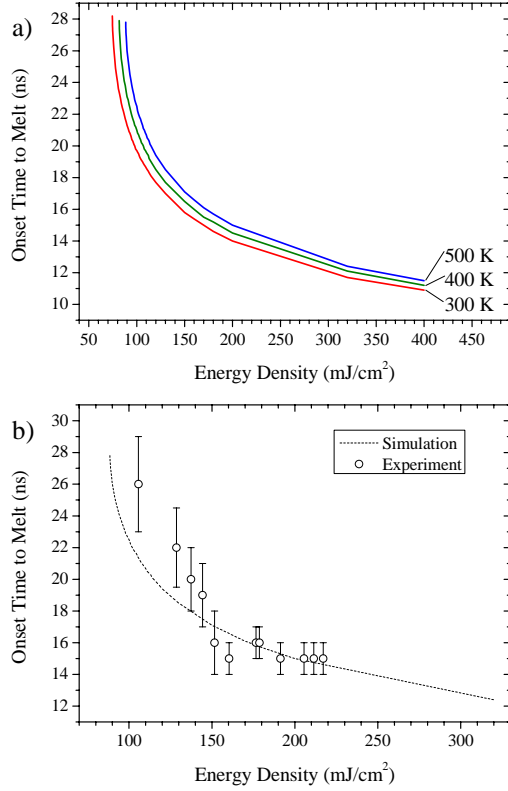 a)
28
26
24
22
20
18
16
14
12
10
Onset Time to Melt (ns)
500 K
400 K
300 K
50 100 150 200 250 300 350 400 450 500
Energy Density (mJ/cm²)
b)
30
28
26
24
22
20
18
16
14
12
Onset Time to Melt (ns)
Simulation
Experiment
100 150 200 250 300
Energy Density (mJ/cm²)